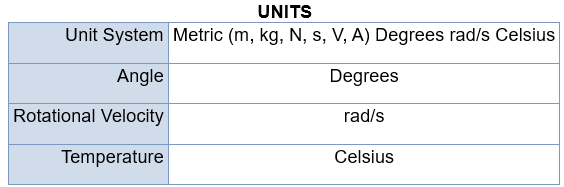 UNITS
Unit System Metric (m, kg, N, s, V, A) Degrees rad/s Celsius
Angle Degrees
Rotational Velocity rad/s
Temperature Celsius